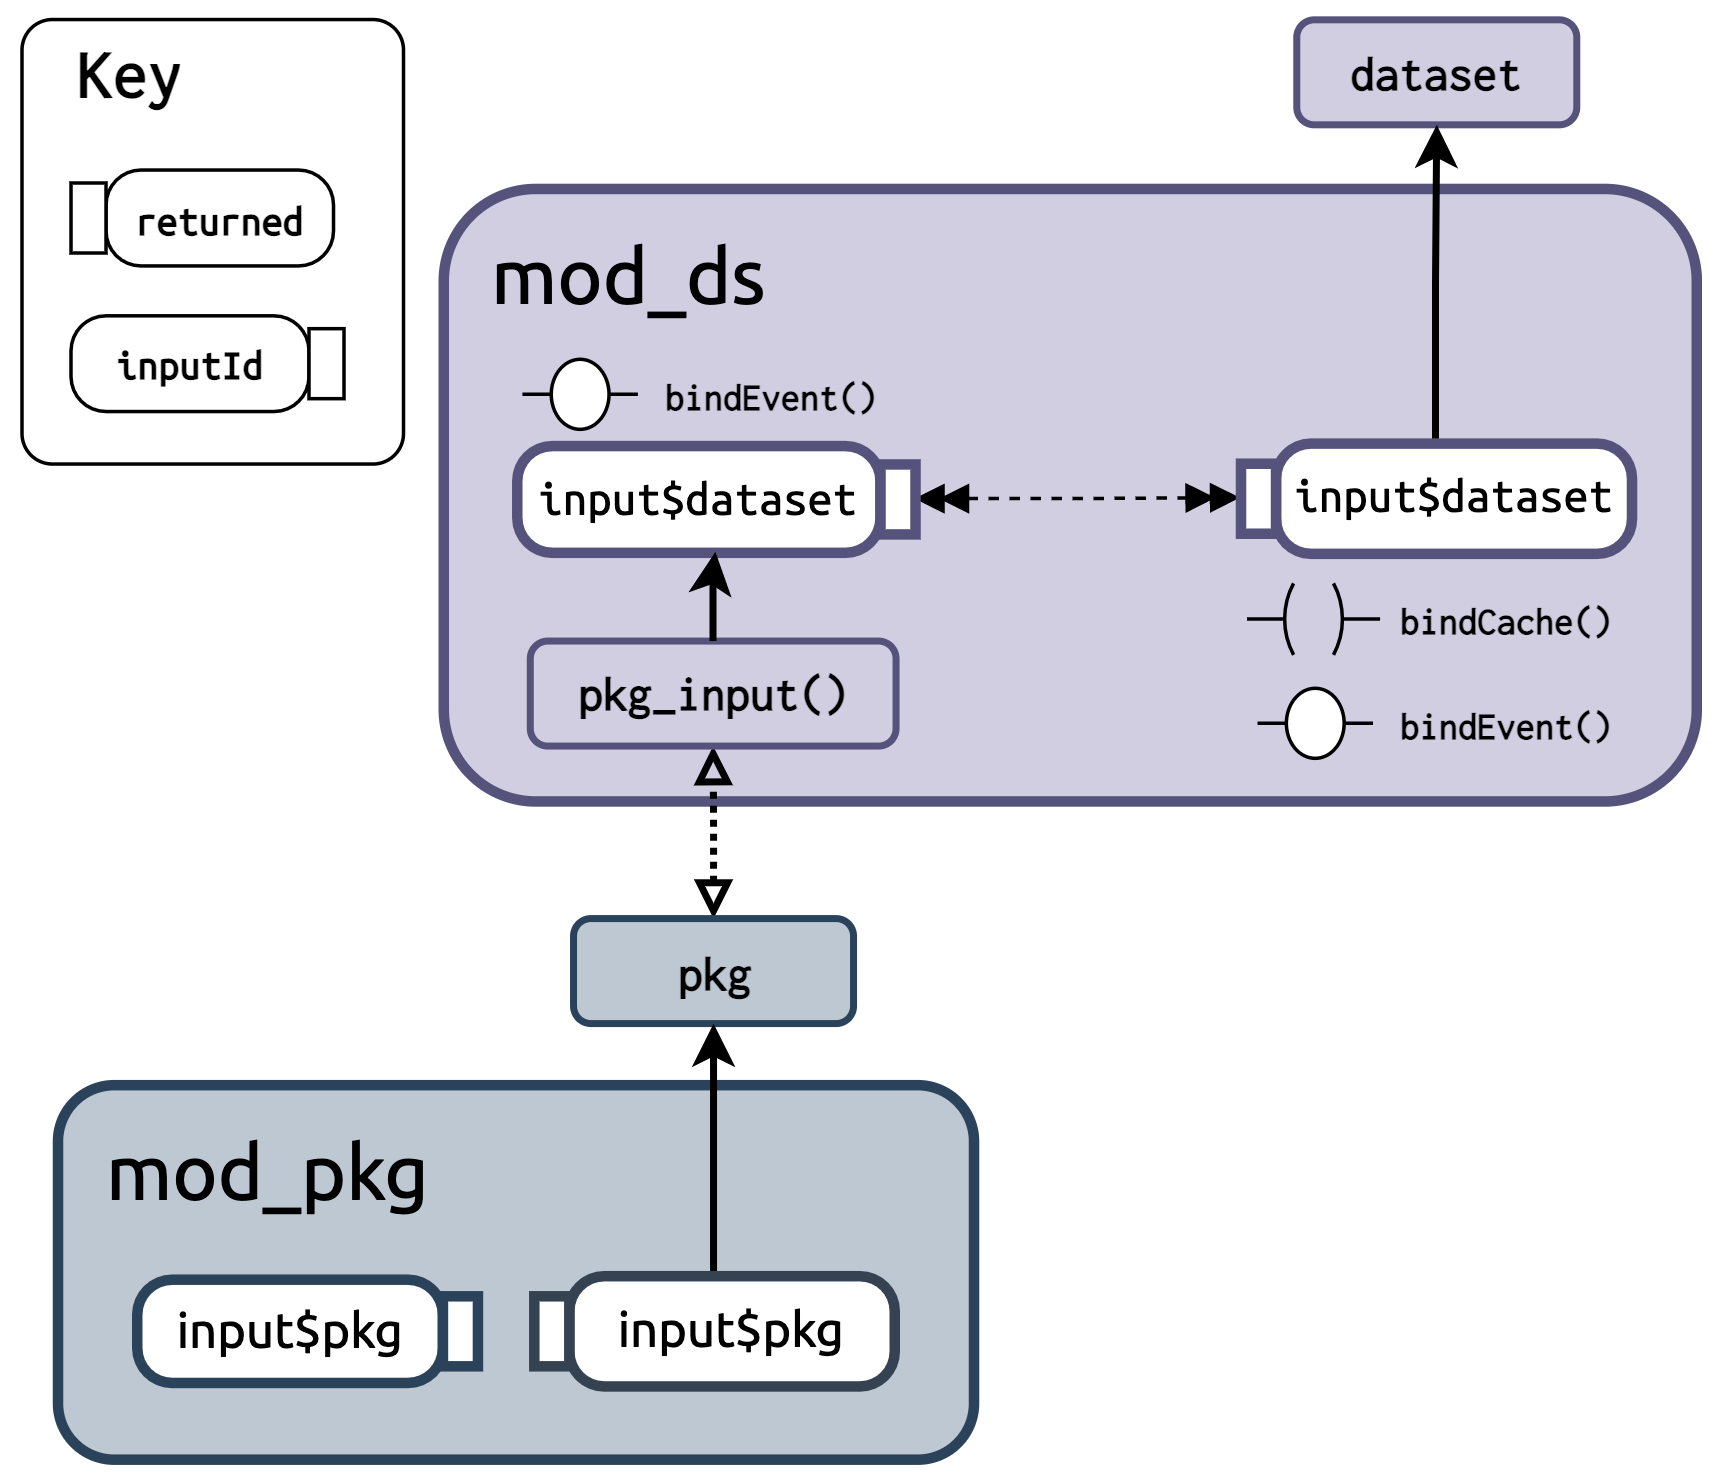 Key
returned
inputId
dataset
mod_ds
bindEvent()
input$dataset
input$dataset
pkg_input()
bindCache()
bindEvent()
pkg
mod_pkg
input$pkg
input$pkg